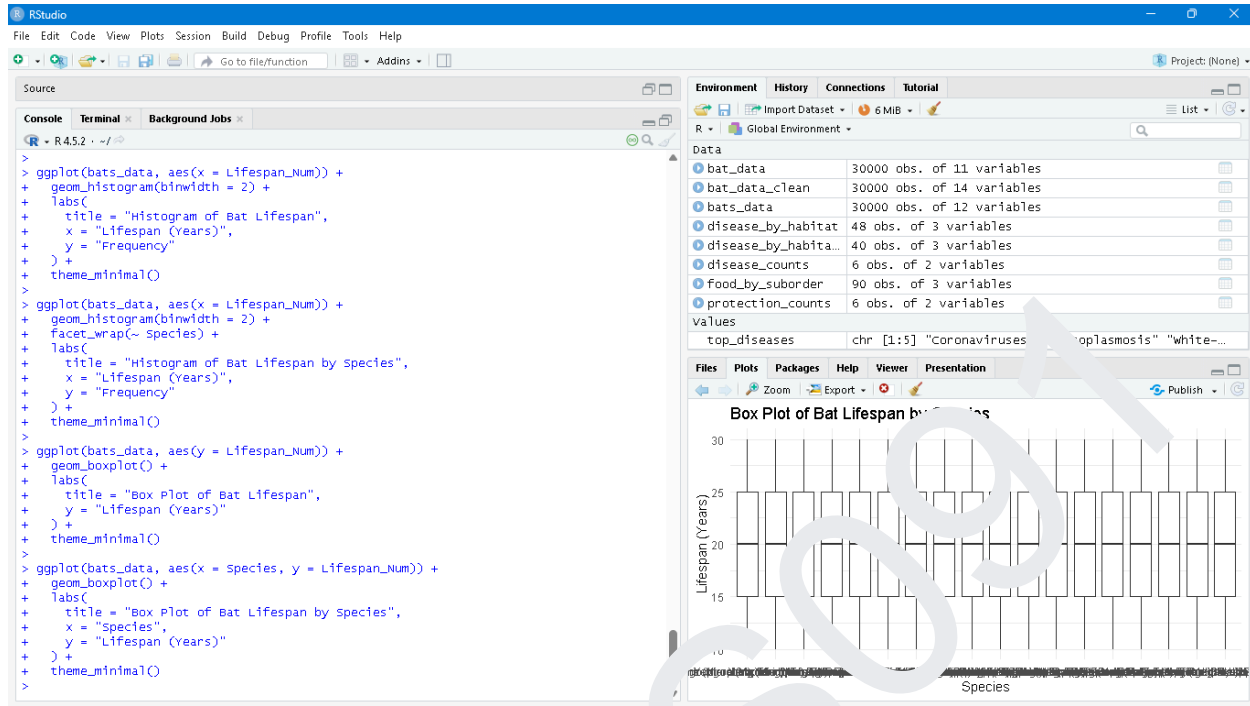 RStudio
File Edit Code View Plots Session Build Debug Profile Tools Help
Go to file/function Addins Project: (None)
Source
Console Terminal Background Jobs
R 4.5.2 · ~/
>
> ggplot(bats_data, aes(x = Lifespan_Num)) +
+   geom_histogram(binwidth = 2) +
+   labs(
+     title = "Histogram of Bat Lifespan",
+     x = "Lifespan (Years)",
+     y = "Frequency"
+   ) +
+   theme_minimal()
>
> ggplot(bats_data, aes(x = Lifespan_Num)) +
+   geom_histogram(binwidth = 2) +
+   facet_wrap(~ Species) +
+   labs(
+     title = "Histogram of Bat Lifespan by Species",
+     x = "Lifespan (Years)",
+     y = "Frequency"
+   ) +
+   theme_minimal()
>
> ggplot(bats_data, aes(y = Lifespan_Num)) +
+   geom_boxplot() +
+   labs(
+     title = "Box Plot of Bat Lifespan",
+     y = "Lifespan (Years)"
+   ) +
+   theme_minimal()
>
> ggplot(bats_data, aes(x = Species, y = Lifespan_Num)) +
+   geom_boxplot() +
+   labs(
+     title = "Box Plot of Bat Lifespan by Species",
+     x = "Species",
+     y = "Lifespan (Years)"
+   ) +
+   theme_minimal()
>
Environment History Connections Tutorial
Import Dataset 6 MiB List
R Global Environment
Data
bat_data 30000 obs. of 11 variables
bat_data_clean 30000 obs. of 14 variables
bats_data 30000 obs. of 12 variables
disease_by_habitat 48 obs. of 3 variables
disease_by_habita… 40 obs. of 3 variables
disease_counts 6 obs. of 2 variables
food_by_suborder 90 obs. of 3 variables
protection_counts 6 obs. of 2 variables
Values
top_diseases chr [1:5] "Coronaviruses "White-…
Files Plots Packages Help Viewer Presentation
Zoom Export Publish
Box Plot of Bat Lifespan by
30
25
20
15
Lifespan (Years)
Species
6091